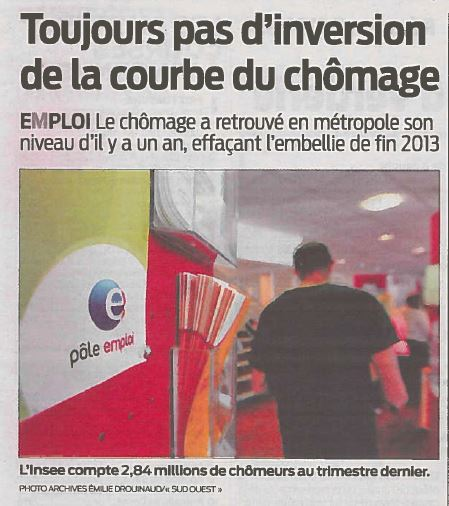 Toujours pas d'inversion
de la courbe du chômage
EMPLOI Le chômage a retrouvé en métropole son
niveau d'il y a un an, effaçant l'embellie de fin 2013
e
pôle emploi
L'Insee compte 2,84 millions de chômeurs au trimestre dernier.
PHOTO ARCHIVES ÉMILIE DROUINAUD/« SUD OUEST »